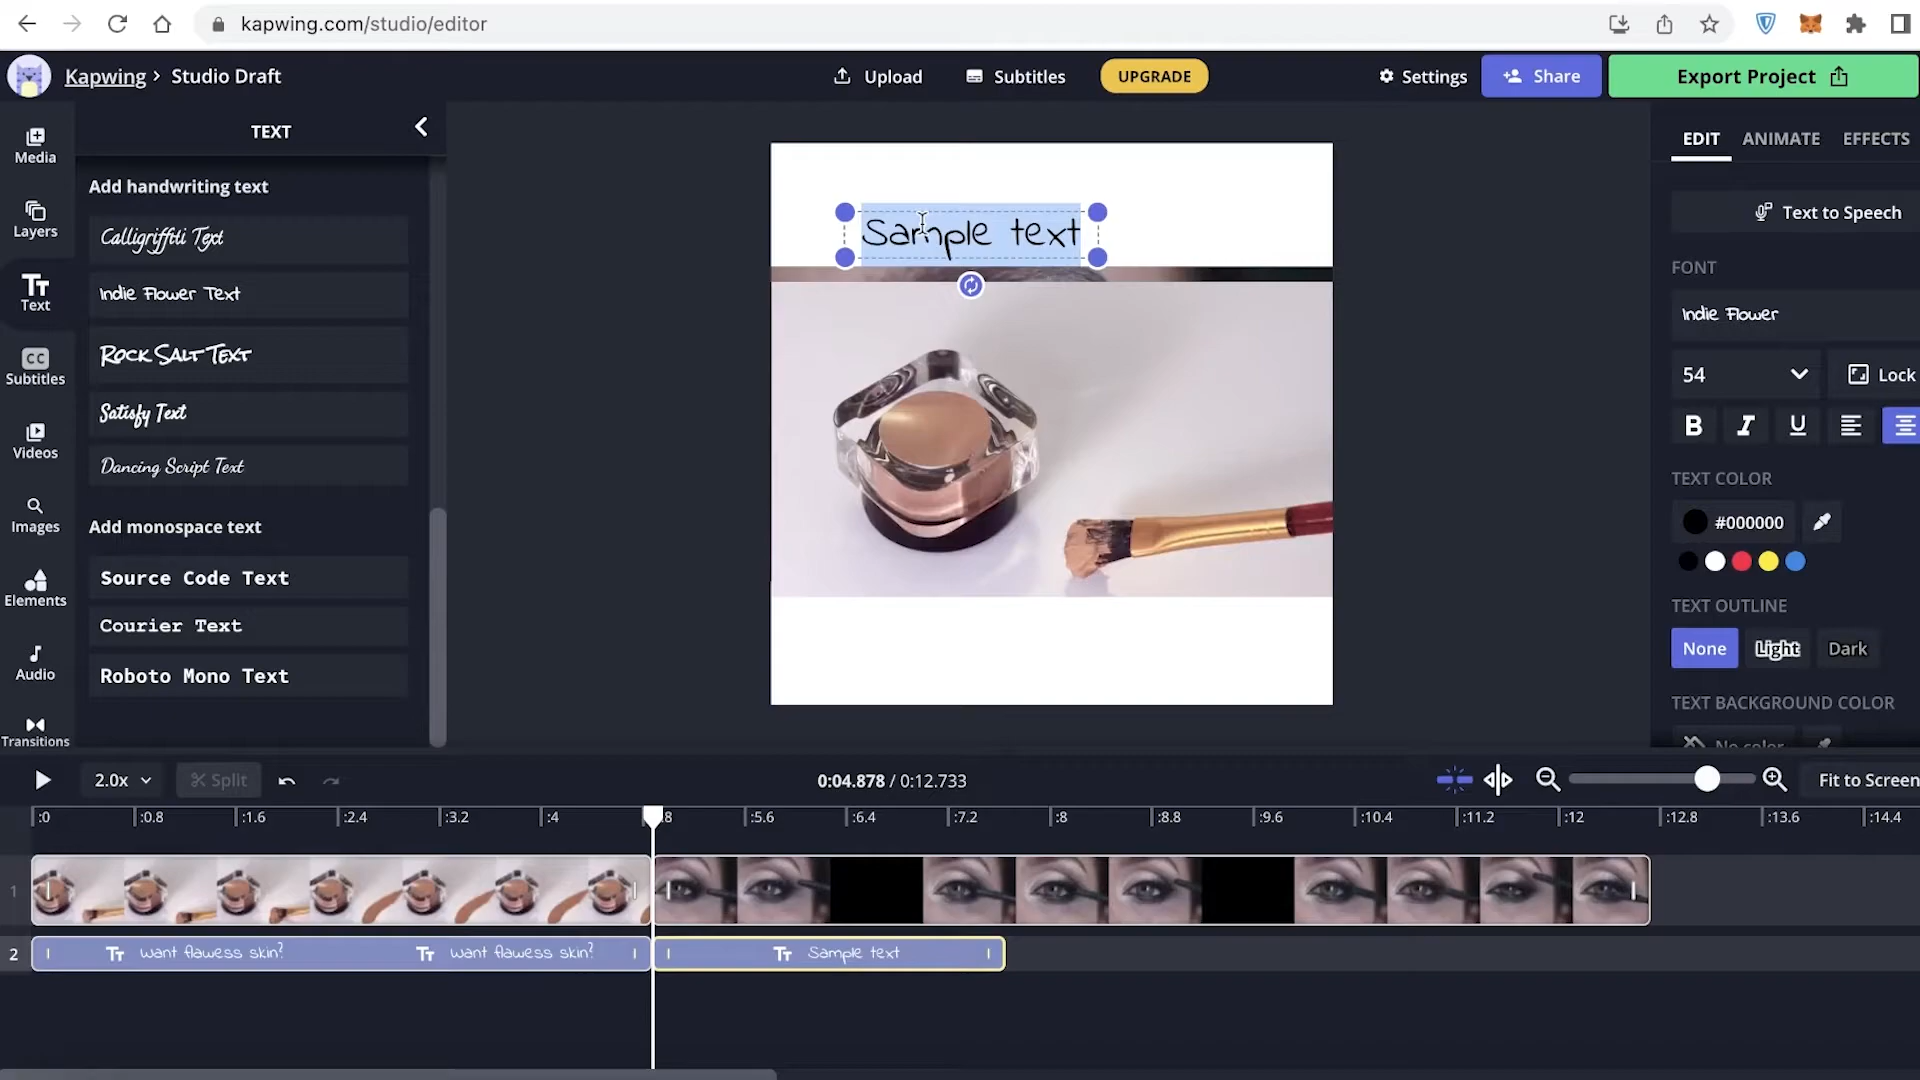 kapwing.com/studio/editor
Kapwing > Studio Draft
Upload
Subtitles
UPGRADE
Settings
Share
Export Project
Media
Layers
Text
CC
Subtitles
Videos
Images
Elements
Audio
Transitions
TEXT
Add handwriting text
Calligraffitti Text
Indie Flower Text
Rock Salt Text
Satisfy Text
Dancing Script Text
Add monospace text
Source Code Text
Courier Text
Roboto Mono Text
Sample text
EDIT ANIMATE EFFECTS
Text to Speech
FONT
Indie Flower
54
Lock
B I U
TEXT COLOR
#000000
TEXT OUTLINE
None Light Dark
TEXT BACKGROUND COLOR
No color
2.0x
Split
0:04.878 / 0:12.733
Fit to Screen
:0 :0.8 :1.6 :2.4 :3.2 :4 :5.6 :6.4 :7.2 :8 :8.8 :9.6 :10.4 :11.2 :12 :12.8 :13.6 :14.4
1
2
want flawess skin? want flawess skin? Sample text